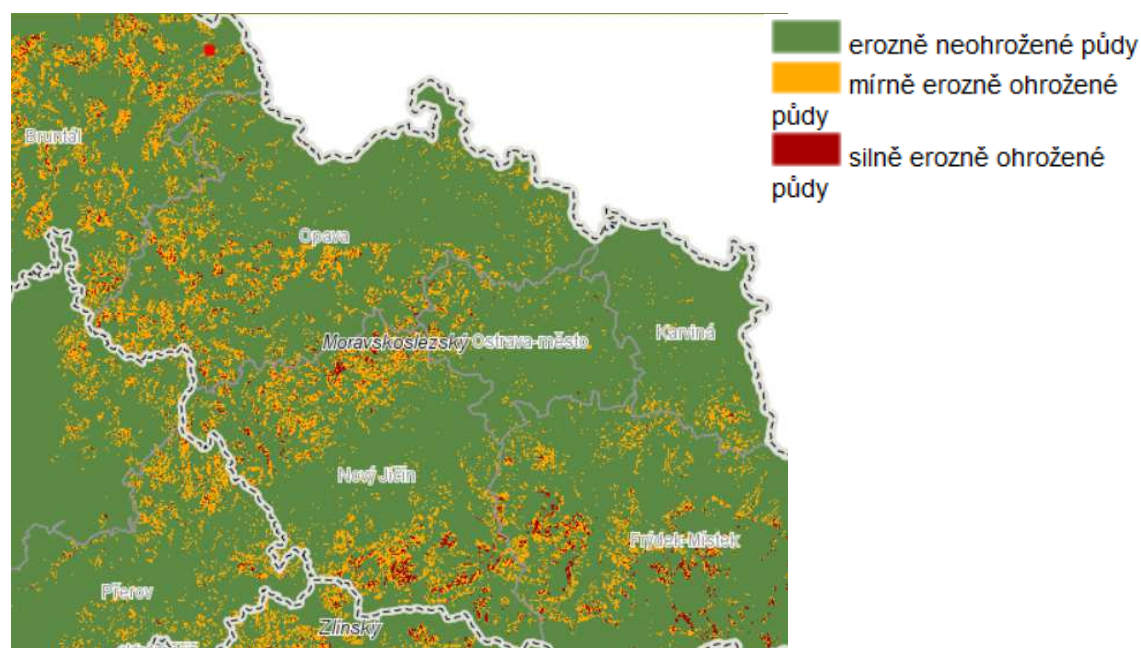 erozně neohrožené půdy
mírně erozně ohrožené
půdy
silně erozně ohrožené
půdy
Bruntál
Opava
Moravskoslezský
Ostrava-město
Karviná
Nový Jičín
Frýdek-Místek
Přerov
Zlínský